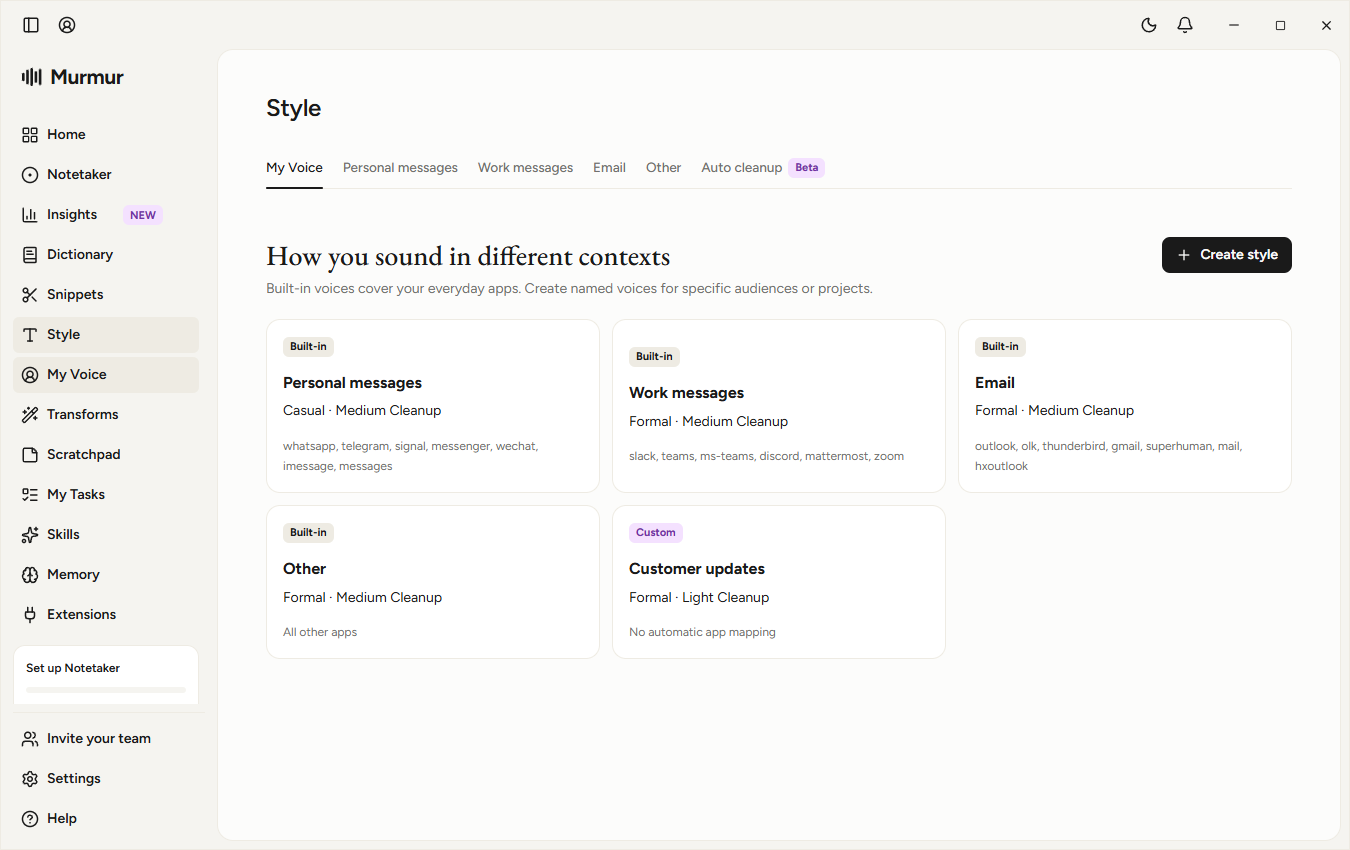 Murmur
Home
Notetaker
Insights NEW
Dictionary
Snippets
Style
My Voice
Transforms
Scratchpad
My Tasks
Skills
Memory
Extensions
Set up Notetaker
Invite your team
Settings
Help
Style
My Voice Personal messages Work messages Email Other Auto cleanup Beta
How you sound in different contexts
Create style
Built-in voices cover your everyday apps. Create named voices for specific audiences or projects.
Built-in
Personal messages
Casual · Medium Cleanup
whatsapp, telegram, signal, messenger, wechat,
imessage, messages
Built-in
Work messages
Formal · Medium Cleanup
slack, teams, ms-teams, discord, mattermost, zoom
Built-in
Email
Formal · Medium Cleanup
outlook, olk, thunderbird, gmail, superhuman, mail,
hxoutlook
Built-in
Other
Formal · Medium Cleanup
All other apps
Custom
Customer updates
Formal · Light Cleanup
No automatic app mapping